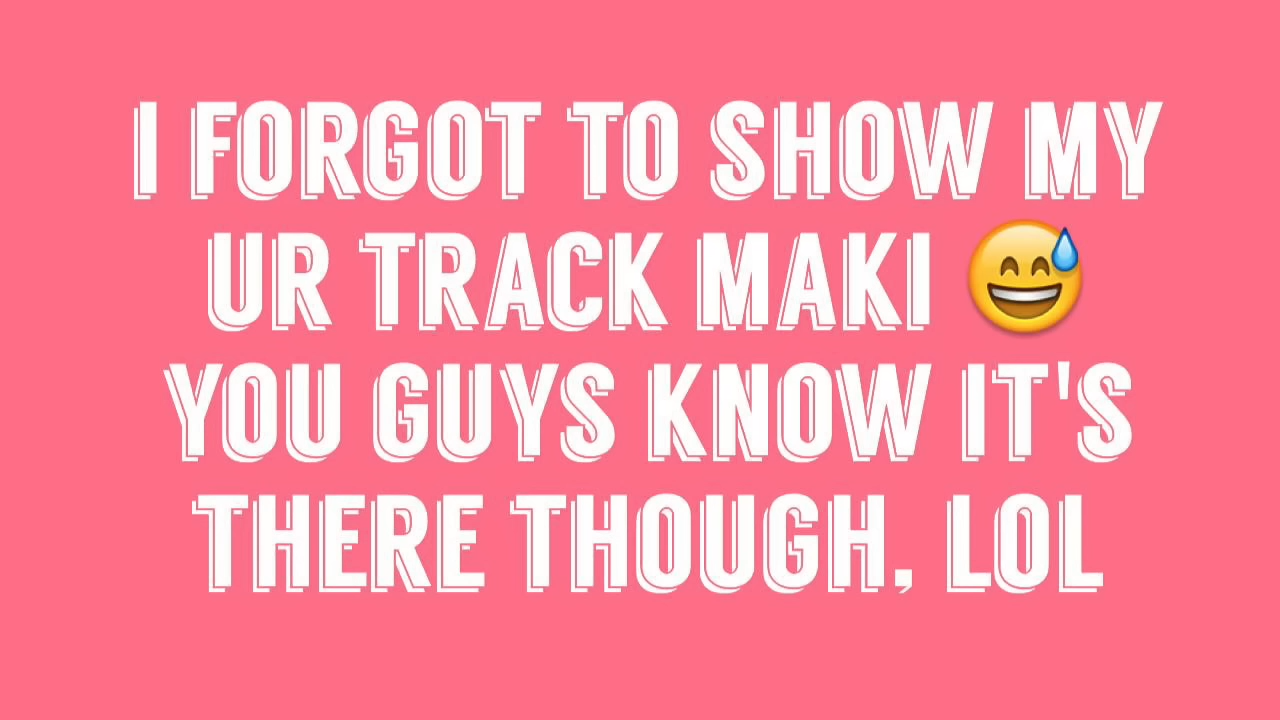 I FORGOT TO SHOW MY
UR TRACK MAKI 😅
YOU GUYS KNOW IT'S
THERE THOUGH, LOL